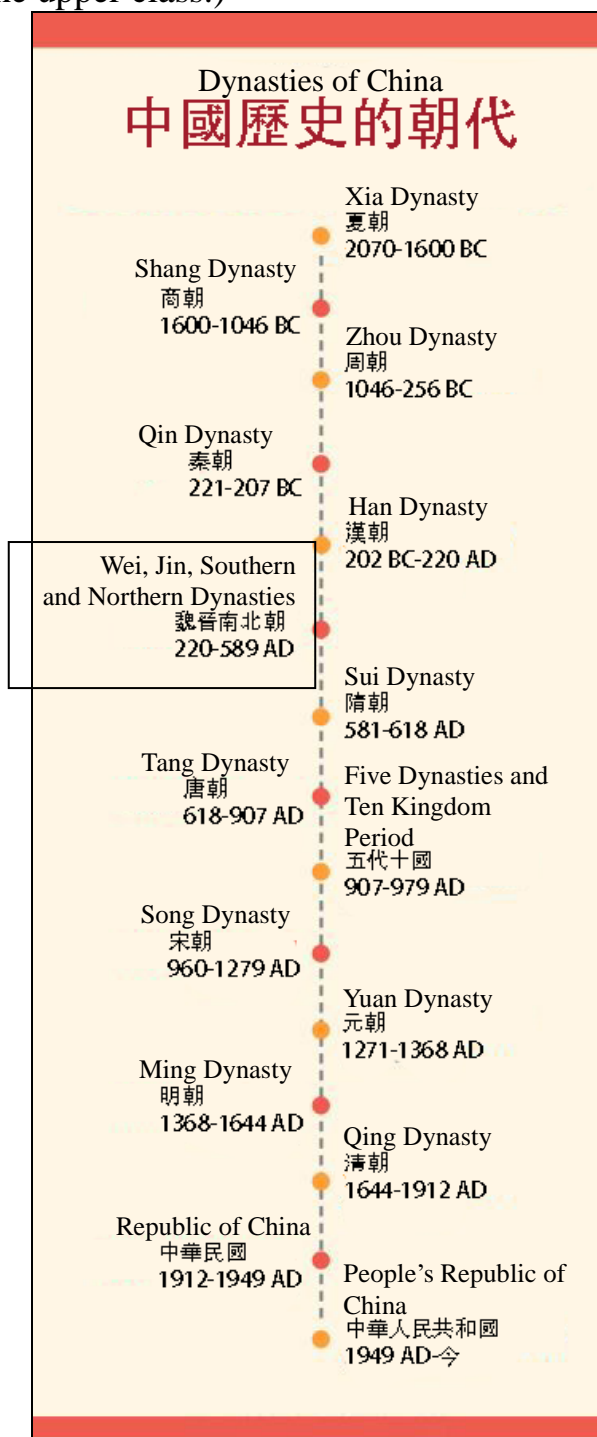 he upper class.)
Dynasties of China
中國歷史的朝代
Xia Dynasty
夏朝
2070-1600 BC
Shang Dynasty
商朝
1600-1046 BC
Zhou Dynasty
周朝
1046-256 BC
Qin Dynasty
秦朝
221-207 BC
Han Dynasty
漢朝
202 BC-220 AD
Wei, Jin, Southern
and Northern Dynasties
魏晉南北朝
220-589 AD
Sui Dynasty
隋朝
581-618 AD
Tang Dynasty
唐朝
618-907 AD
Five Dynasties and
Ten Kingdom
Period
五代十國
907-979 AD
Song Dynasty
宋朝
960-1279 AD
Yuan Dynasty
元朝
1271-1368 AD
Ming Dynasty
明朝
1368-1644 AD
Qing Dynasty
清朝
1644-1912 AD
Republic of China
中華民國
1912-1949 AD
People's Republic of
China
中華人民共和國
1949 AD-今